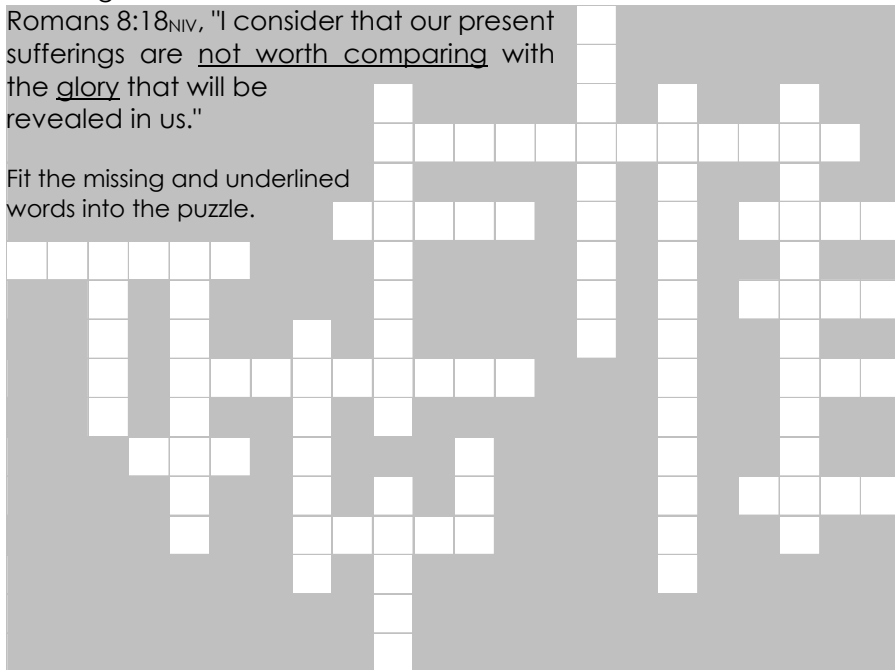 Romans 8:18NIV, "I consider that our present
sufferings are not worth comparing with
the glory that will be
revealed in us."
Fit the missing and underlined
words into the puzzle.